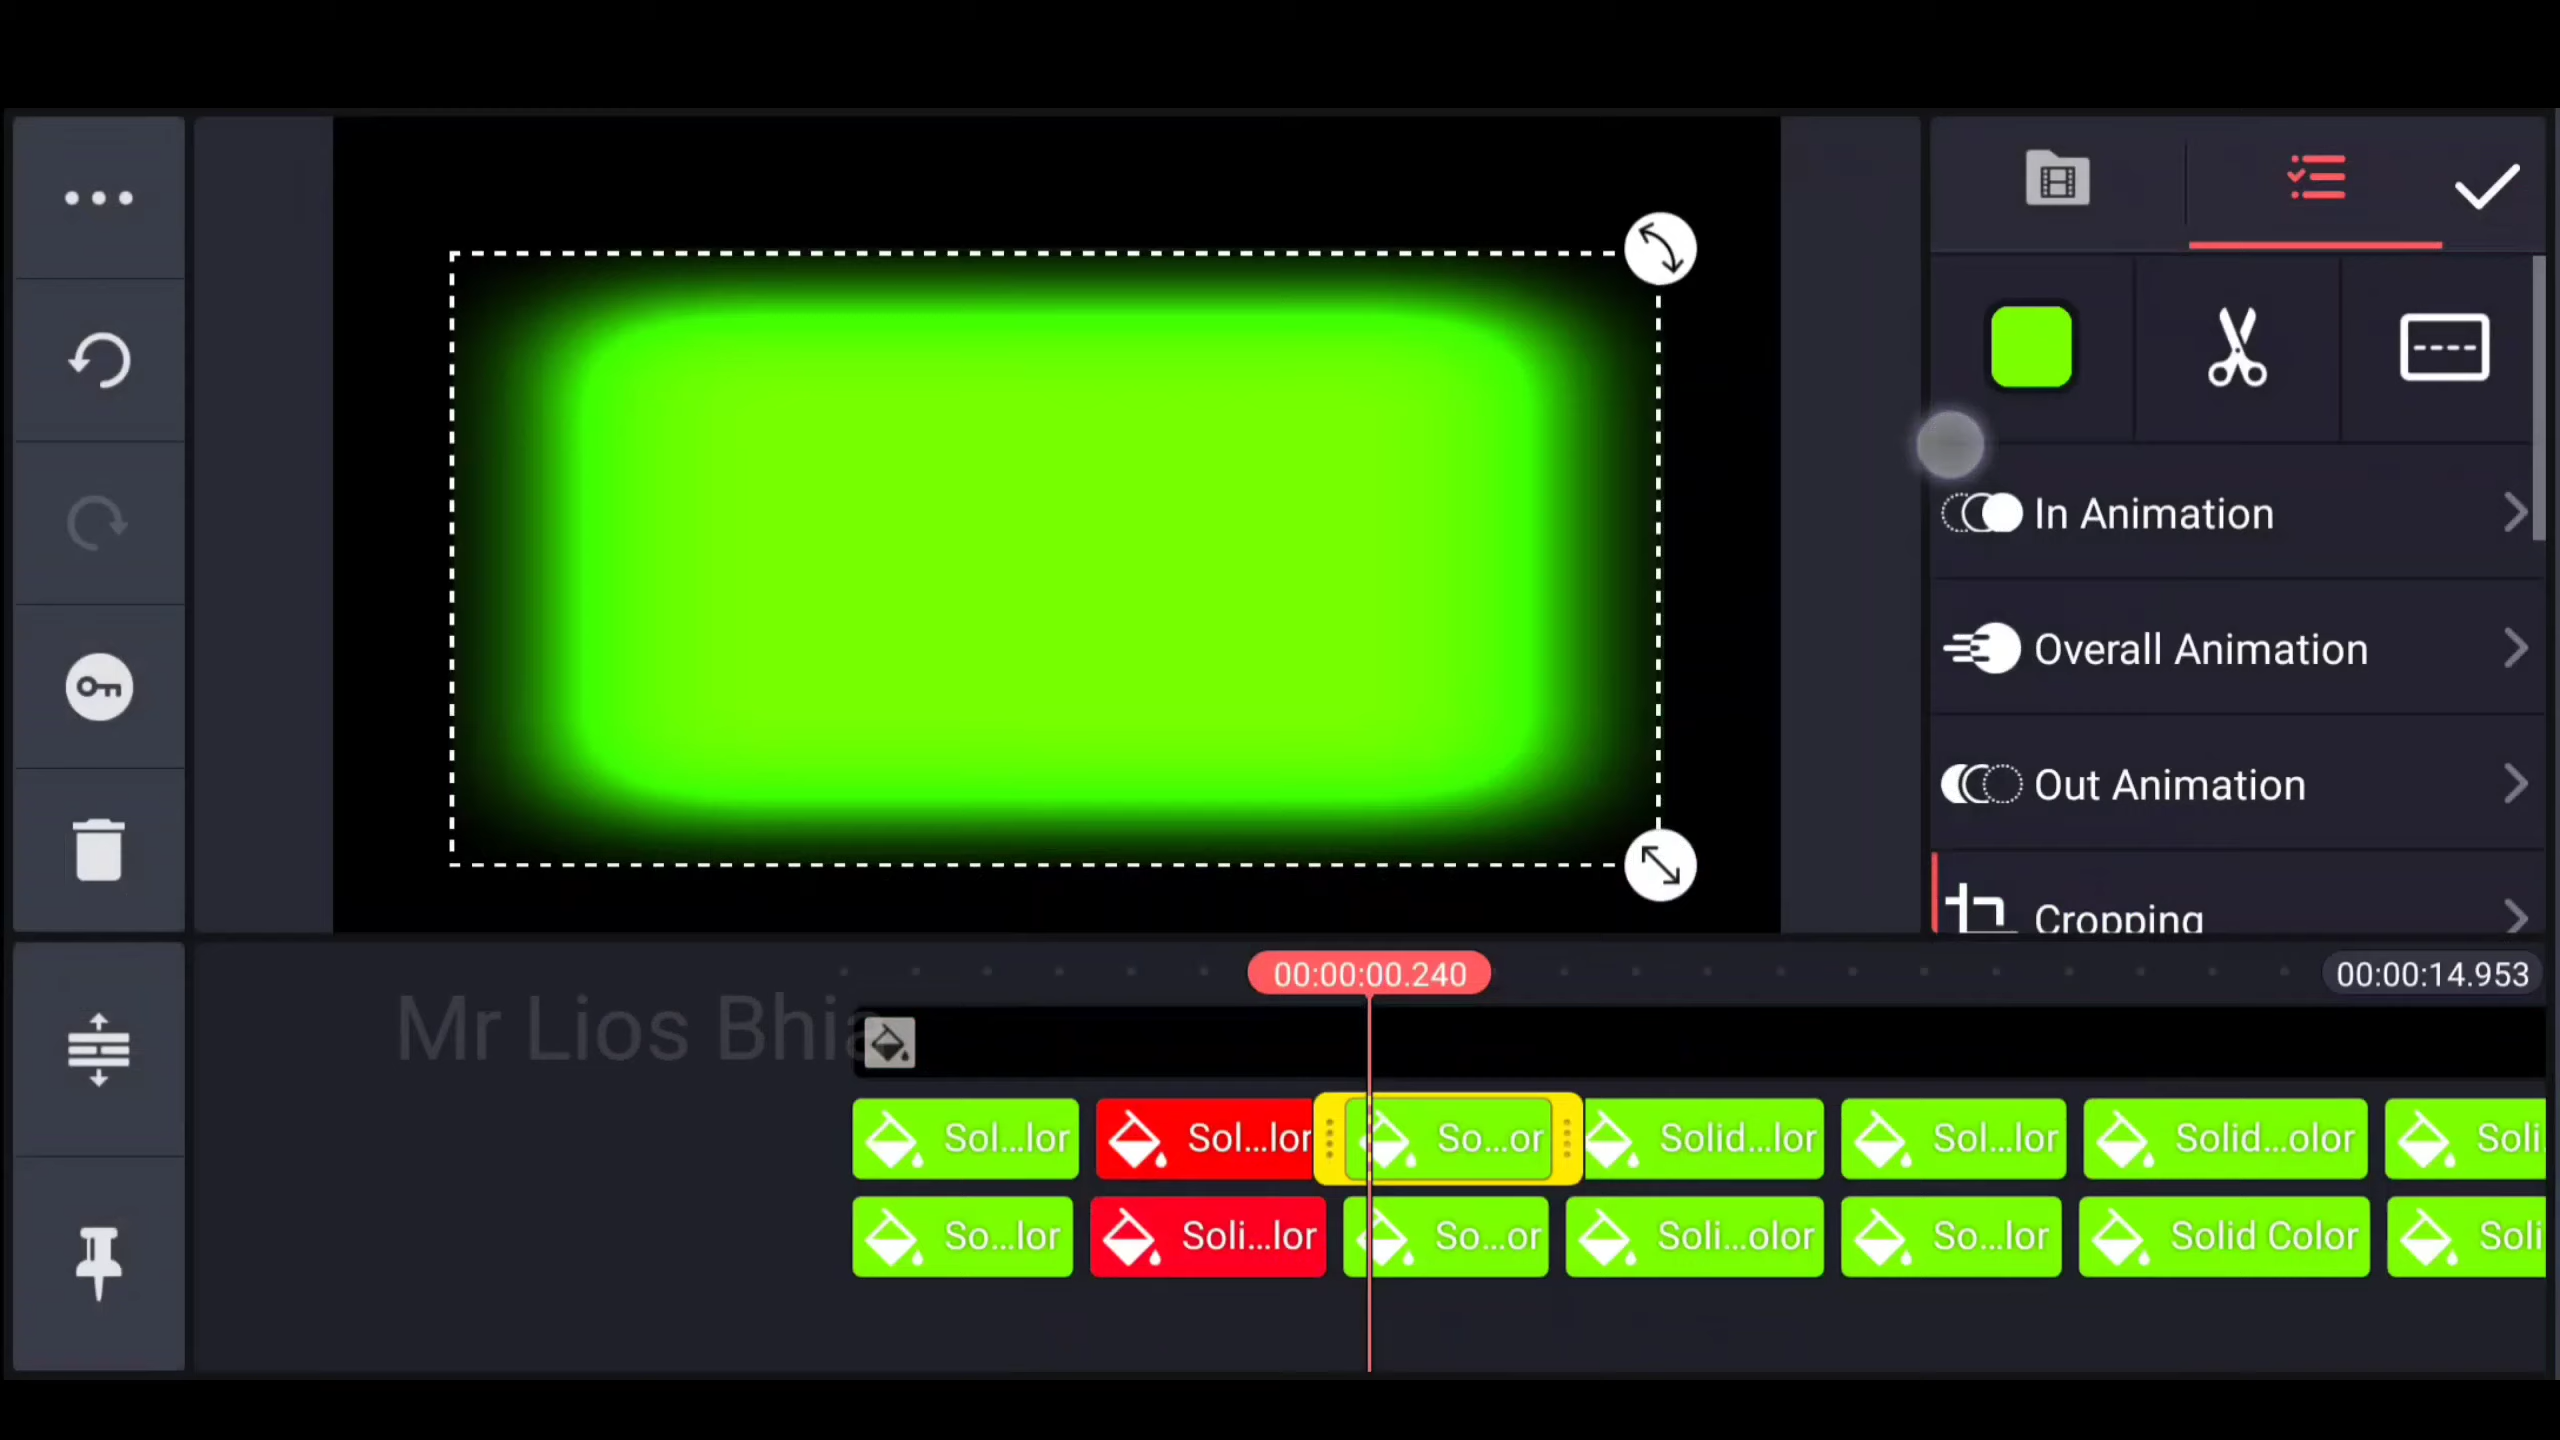 In Animation
Overall Animation
Out Animation
Cropping
00:00:00.240
00:00:14.953
Mr Lios Bhia
Sol...lor
Sol...lor
So...or
Solid...lor
Sol...lor
Solid...olor
Soli
So...lor
Soli...lor
So...or
Soli...olor
So...lor
Solid Color
Soli